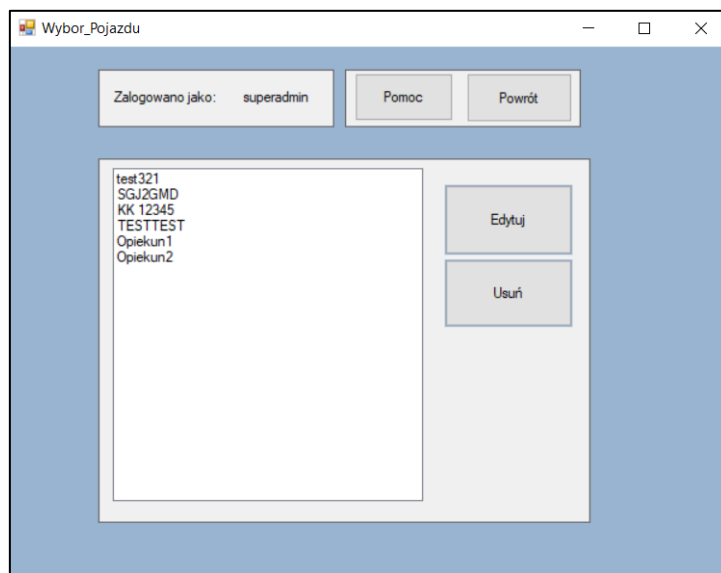 Wybor_Pojazdu
Zalogowano jako: superadmin
Pomoc
Powrót
test321
SGJ2GMD
KK 12345
TESTTEST
Opiekun1
Opiekun2
Edytuj
Usuń